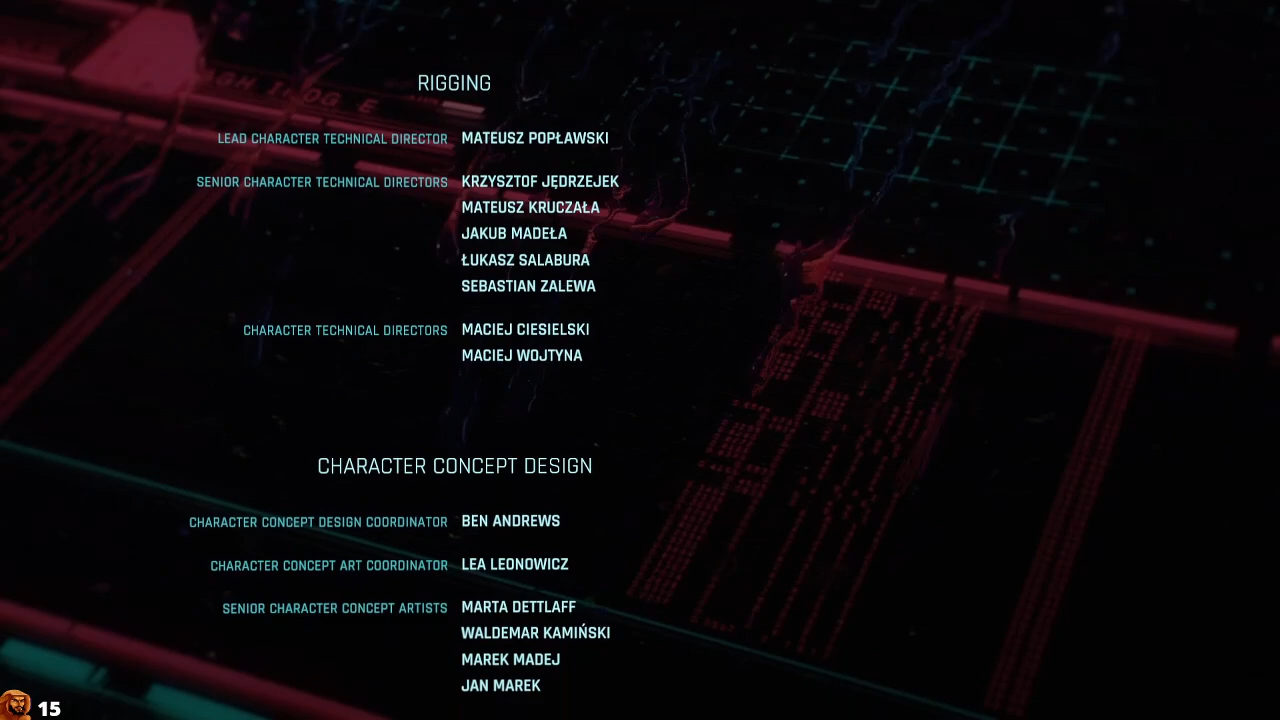 RIGGING
LEAD CHARACTER TECHNICAL DIRECTOR MATEUSZ POPŁAWSKI
SENIOR CHARACTER TECHNICAL DIRECTORS KRZYSZTOF JĘDRZEJEK
MATEUSZ KRUCZAŁA
JAKUB MADEŁA
ŁUKASZ SALABURA
SEBASTIAN ZALEWA
CHARACTER TECHNICAL DIRECTORS MACIEJ CIESIELSKI
MACIEJ WOJTYNA
CHARACTER CONCEPT DESIGN
CHARACTER CONCEPT DESIGN COORDINATOR BEN ANDREWS
CHARACTER CONCEPT ART COORDINATOR LEA LEONOWICZ
SENIOR CHARACTER CONCEPT ARTISTS MARTA DETTLAFF
WALDEMAR KAMIŃSKI
MAREK MADEJ
JAN MAREK
15